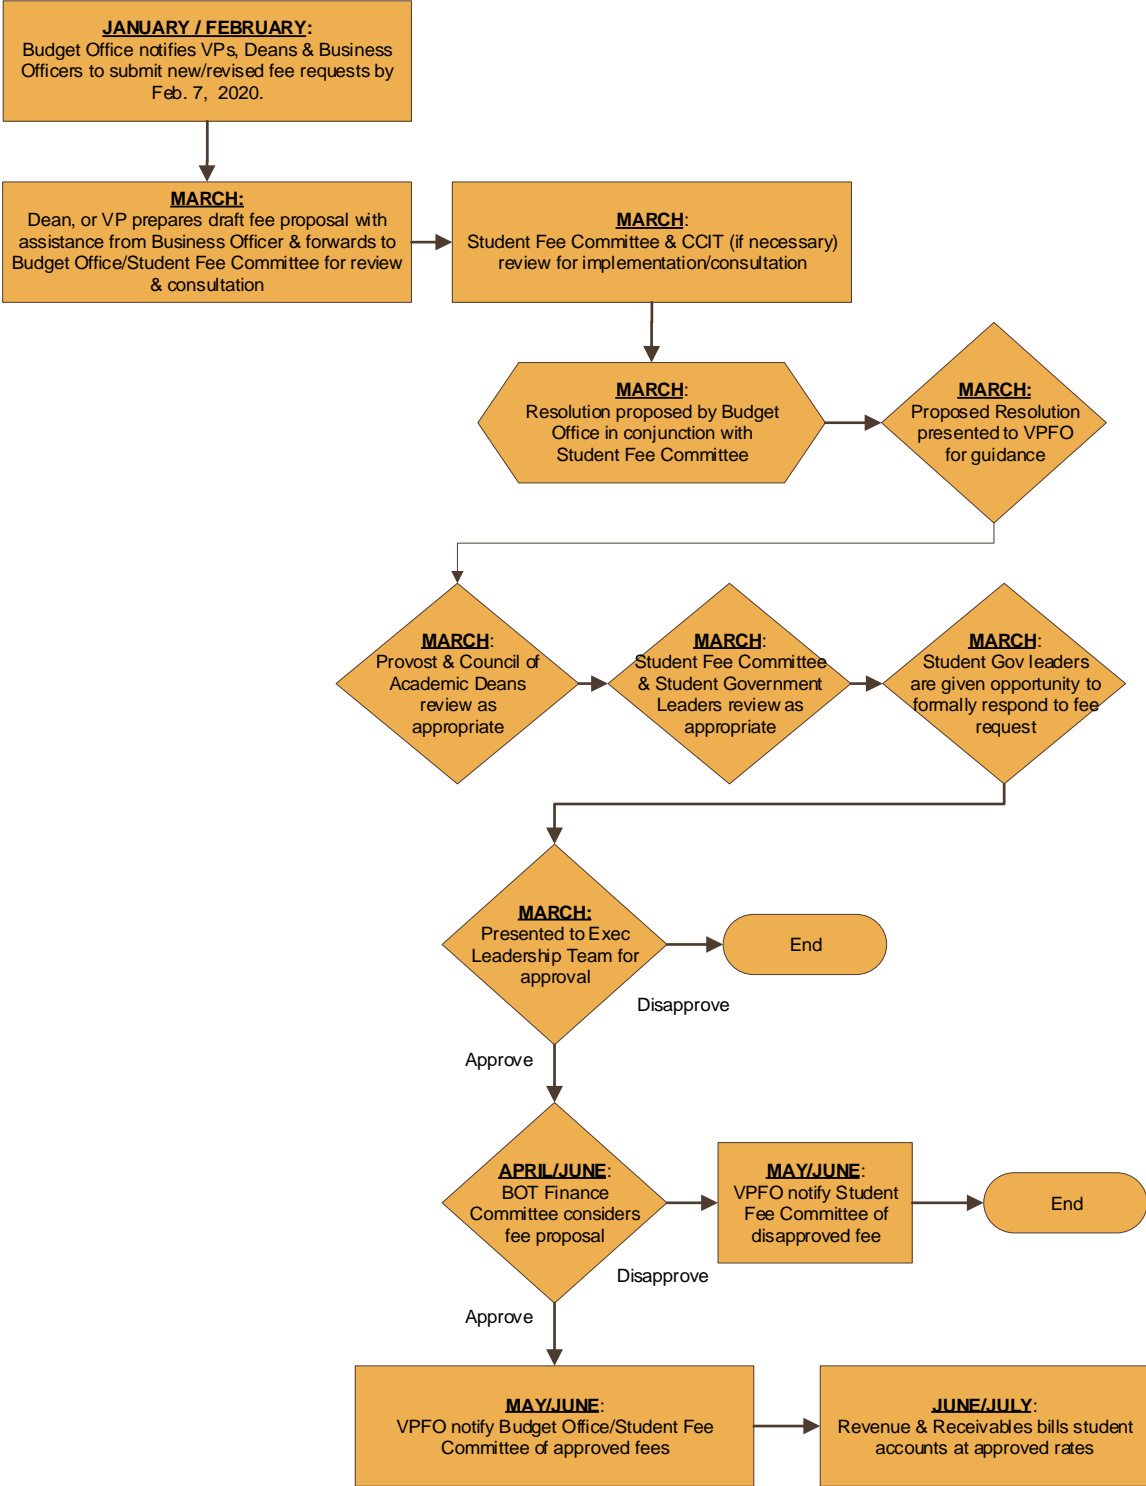 JANUARY / FEBRUARY:
Budget Office notifies VPs, Deans & Business
Officers to submit new/revised fee requests by
Feb. 7, 2020.
MARCH:
Dean, or VP prepares draft fee proposal with
assistance from Business Officer & forwards to
Budget Office/Student Fee Committee for review
& consultation
MARCH:
Student Fee Committee & CCIT (if necessary)
review for implementation/consultation
MARCH:
Resolution proposed by Budget
Office in conjunction with
Student Fee Committee
MARCH:
Proposed Resolution
presented to VPFO
for guidance
MARCH:
Provost & Council of
Academic Deans
review as
appropriate
MARCH:
Student Fee Committee
& Student Government
Leaders review as
appropriate
MARCH:
Student Gov leaders
are given opportunity to
formally respond to fee
request
MARCH:
Presented to Exec
Leadership Team for
approval
End
Disapprove
Approve
APRIL/JUNE:
BOT Finance
Committee considers
fee proposal
MAY/JUNE:
VPFO notify Student
Fee Committee of
disapproved fee
End
Disapprove
Approve
MAY/JUNE:
VPFO notify Budget Office/Student Fee
Committee of approved fees
JUNE/JULY:
Revenue & Receivables bills student
accounts at approved rates